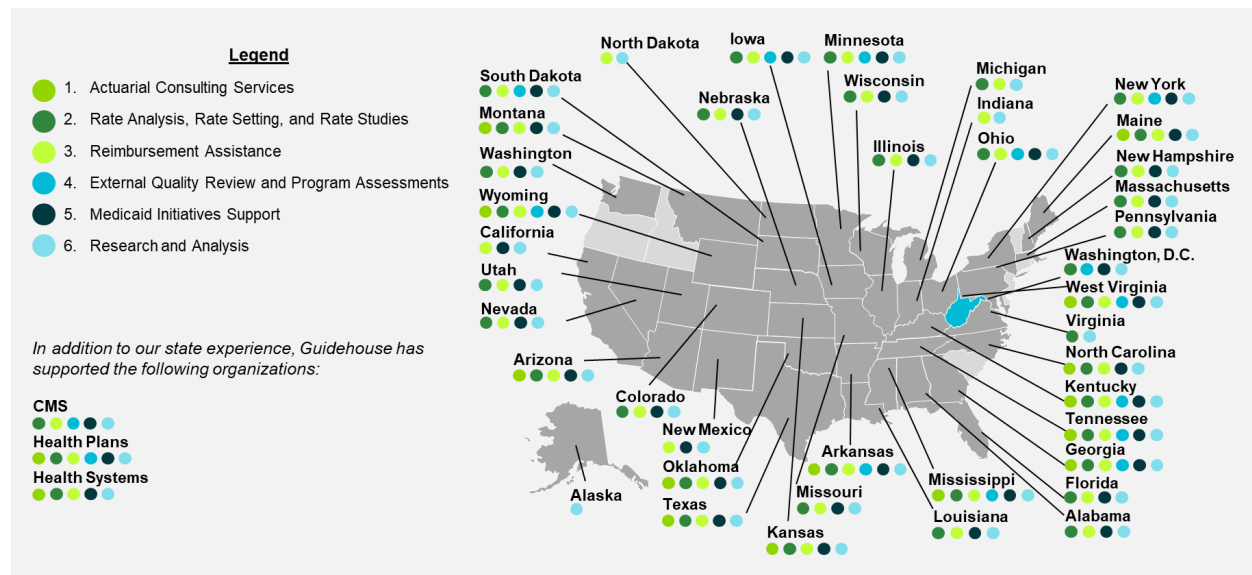 Legend
1. Actuarial Consulting Services
2. Rate Analysis, Rate Setting, and Rate Studies
3. Reimbursement Assistance
4. External Quality Review and Program Assessments
5. Medicaid Initiatives Support
6. Research and Analysis
In addition to our state experience, Guidehouse has
supported the following organizations:
CMS
Health Plans
Health Systems
North Dakota
Iowa
Minnesota
South Dakota
Nebraska
Wisconsin
Michigan
Montana
Indiana
New York
Washington
Illinois
Ohio
Maine
Wyoming
New Hampshire
California
Massachusetts
Utah
Pennsylvania
Nevada
Washington, D.C.
West Virginia
Virginia
Arizona
North Carolina
Colorado
Kentucky
New Mexico
Tennessee
Oklahoma
Arkansas
Georgia
Alaska
Texas
Missouri
Mississippi
Florida
Kansas
Louisiana
Alabama